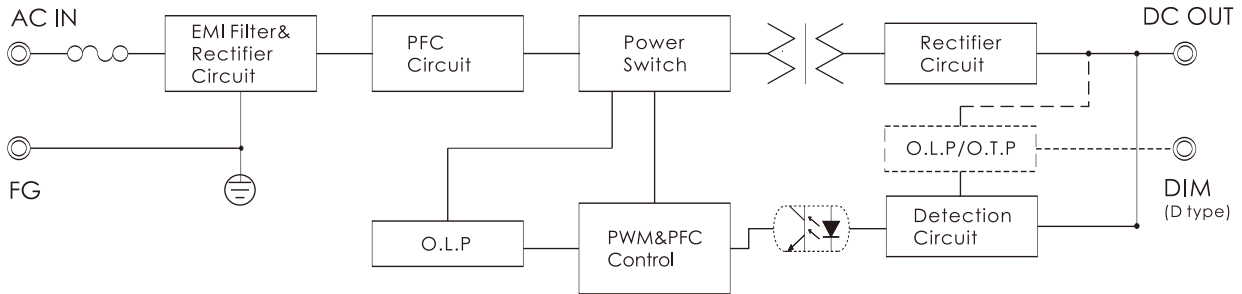 AC IN
EMI Filter&
Rectifier
Circuit
PFC
Circuit
Power
Switch
Rectifier
Circuit
DC OUT
FG
O.L.P/O.T.P
DIM
(D type)
O.L.P
PWM&PFC
Control
Detection
Circuit